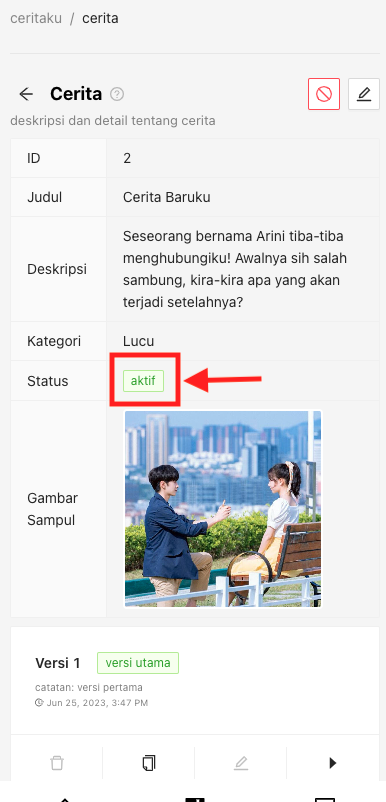 ceritaku / cerita
Cerita
deskripsi dan detail tentang cerita
ID 2
Judul Cerita Baruku
Deskripsi Seseorang bernama Arini tiba-tiba
menghubungiku! Awalnya sih salah
sambung, kira-kira apa yang akan
terjadi setelahnya?
Kategori Lucu
Status aktif
Gambar
Sampul
Versi 1 versi utama
catatan: versi pertama
Jun 25, 2023, 3:47 PM